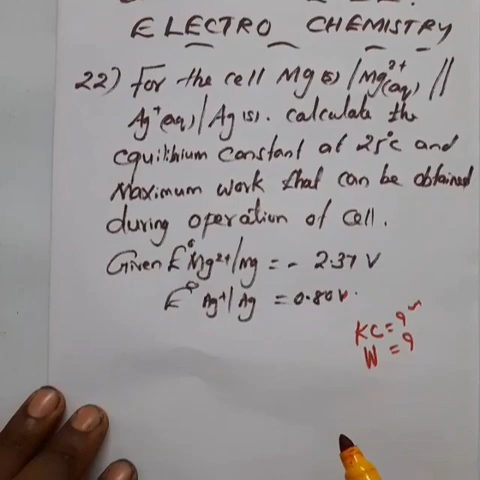 ELECTRO CHEMISTRY
22) For the cell Mg(s) / Mg²⁺(aq) //
Ag⁺(aq) / Ag(s). calculate the
equilibrium constant at 25°c and
Maximum work that can be obtained
during operation of cell.
Given E° Mg²⁺/Mg = - 2.37 V
E° Ag⁺/Ag = 0.80 V.
KC = ?
W = ?